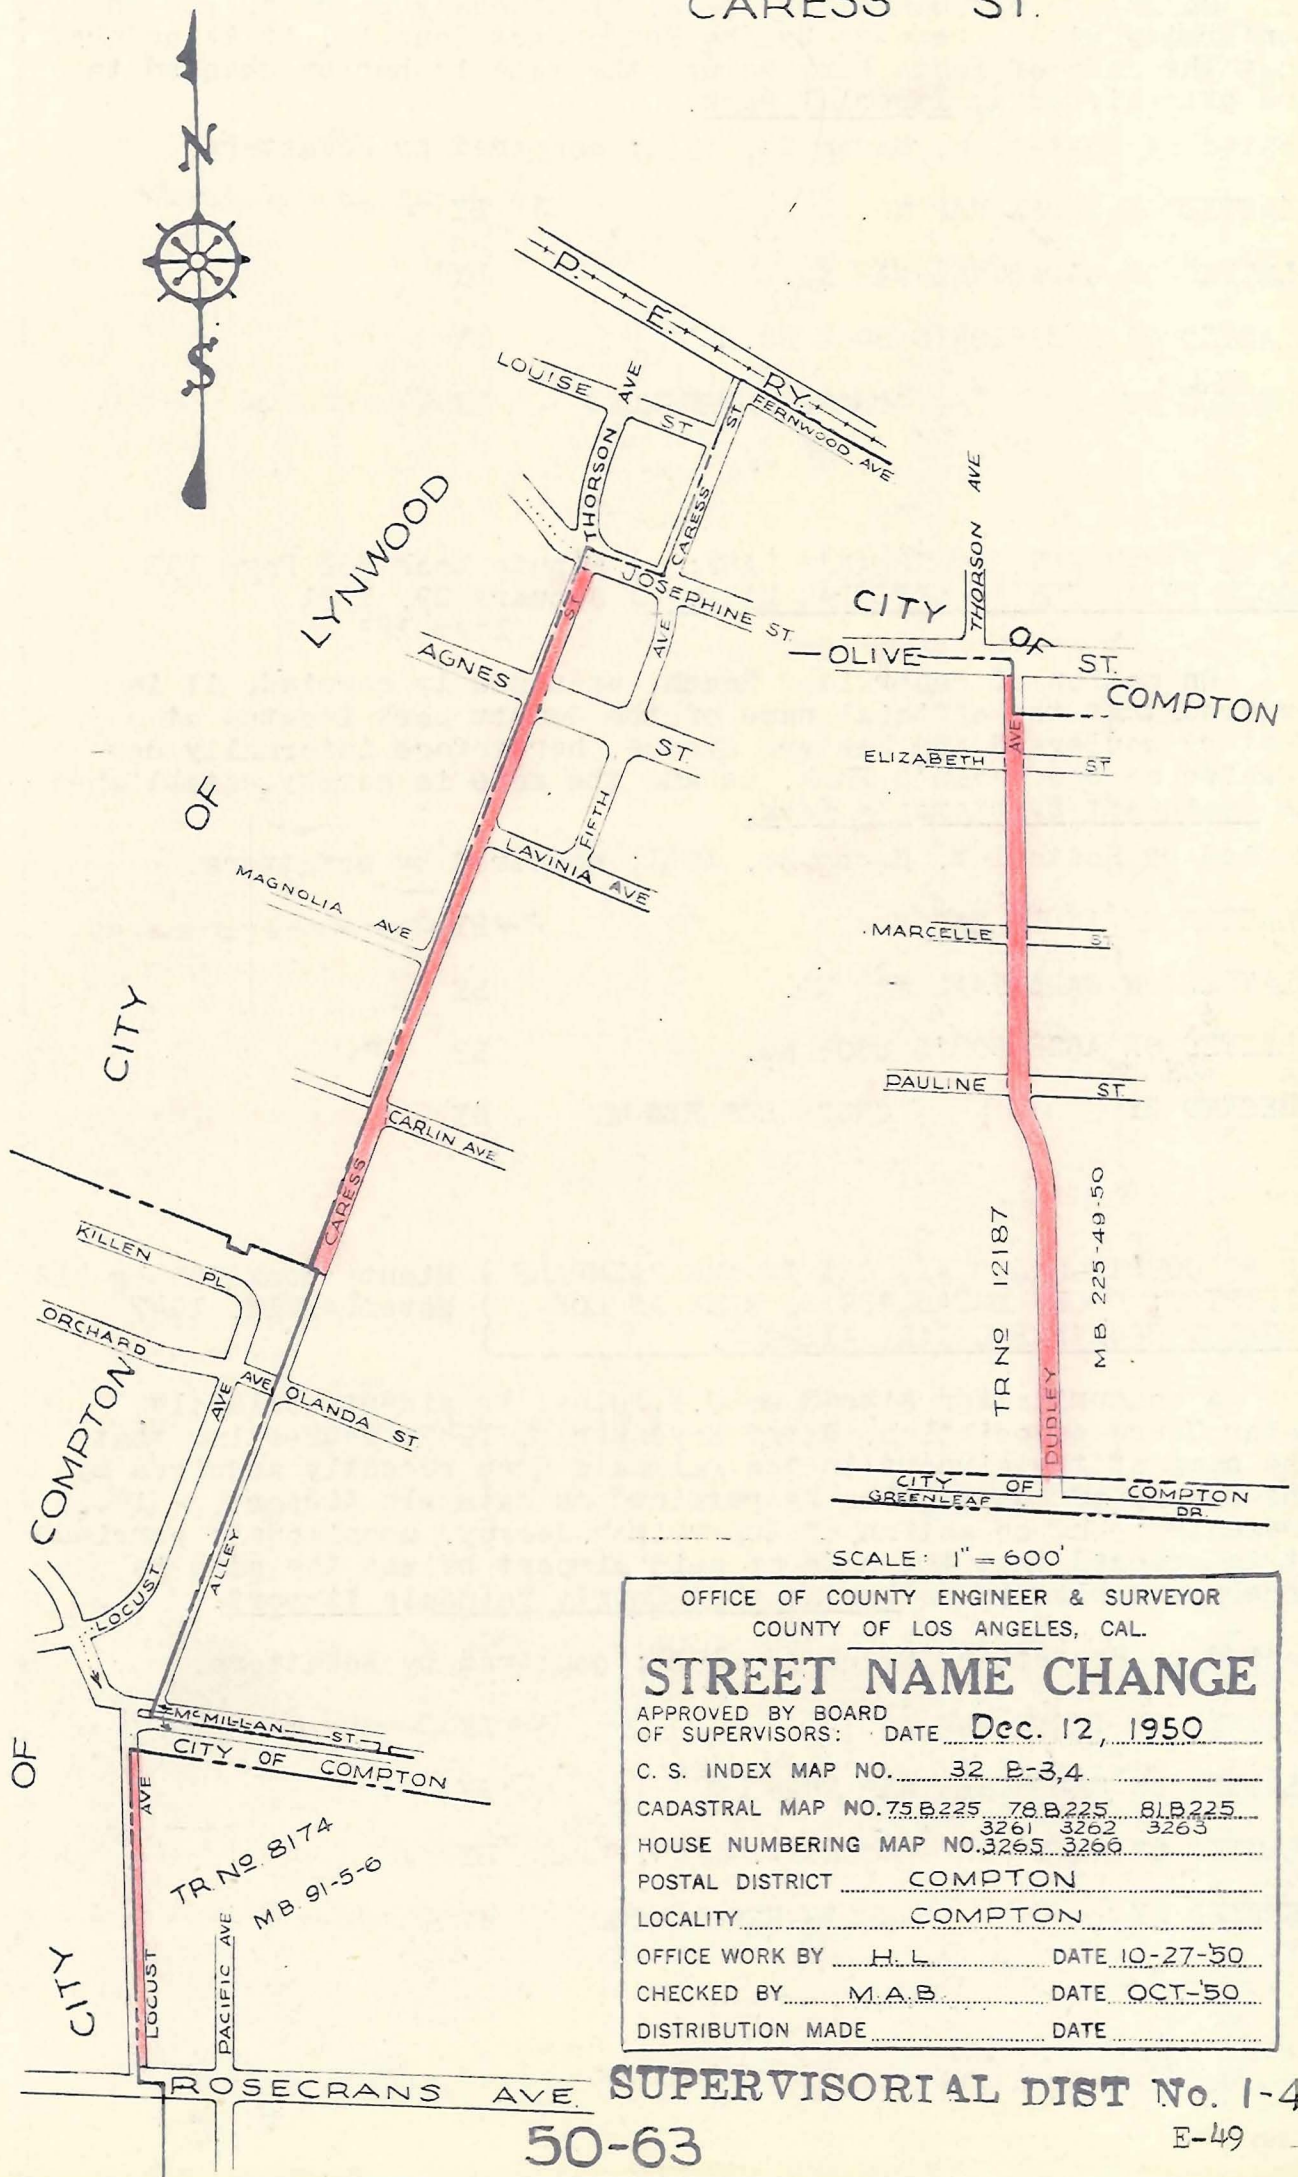 CARESS ST.
N
S.
P. E. RY.
LOUISE ST
THORSON AVE
CARESS ST
FERNWOOD AVE
JOSEPHINE ST.
THORSON AVE
CITY OF LYNWOOD
CITY OF COMPTON
OLIVE ST.
AGNES ST.
ST.
FIFTH AVE
LAVINIA AVE
MAGNOLIA AVE
CARLIN AVE
CARESS
ELIZABETH ST
AVE
MARCELLE ST.
PAULINE ST.
TR No 12187
M B 225-49-50
DUDLEY
CITY OF COMPTON
GREENLEAF DR.
KILLEN PL
ORCHARD AVE
OLANDA ST
LOCUST AVE
ALLEY
CITY OF COMPTON
McMILLAN ST.
CITY OF COMPTON
LOCUST AVE
TR. No. 8174
M B. 91-5-6
PACIFIC AVE
ROSECRANS AVE.
SCALE: 1"=600'
OFFICE OF COUNTY ENGINEER & SURVEYOR
COUNTY OF LOS ANGELES, CAL.
STREET NAME CHANGE
APPROVED BY BOARD
OF SUPERVISORS: DATE Dec. 12, 1950
C. S. INDEX MAP NO. 32 B-3,4
CADASTRAL MAP NO. 75B225 78B225 81B225
3261 3262 3263
HOUSE NUMBERING MAP NO. 3265 3266
POSTAL DISTRICT COMPTON
LOCALITY COMPTON
OFFICE WORK BY H.L. DATE 10-27-50
CHECKED BY M.A.B. DATE OCT-'50
DISTRIBUTION MADE DATE
SUPERVISORIAL DIST No. 1-4
50-63
E-49